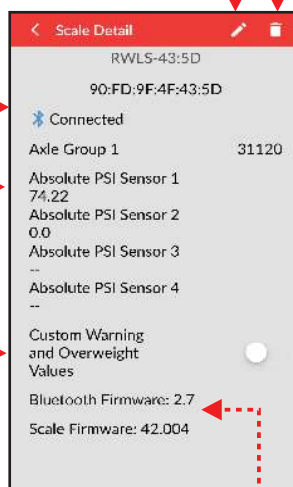 Scale Detail
RWLS-43:5D
90:FD:9F:4F:43:5D
Connected
Axle Group 1 31120
Absolute PSI Sensor 1
74.22
Absolute PSI Sensor 2
0.0
Absolute PSI Sensor 3
--
Absolute PSI Sensor 4
--
Custom Warning
and Overweight
Values
Bluetooth Firmware: 2.7
Scale Firmware: 42.004